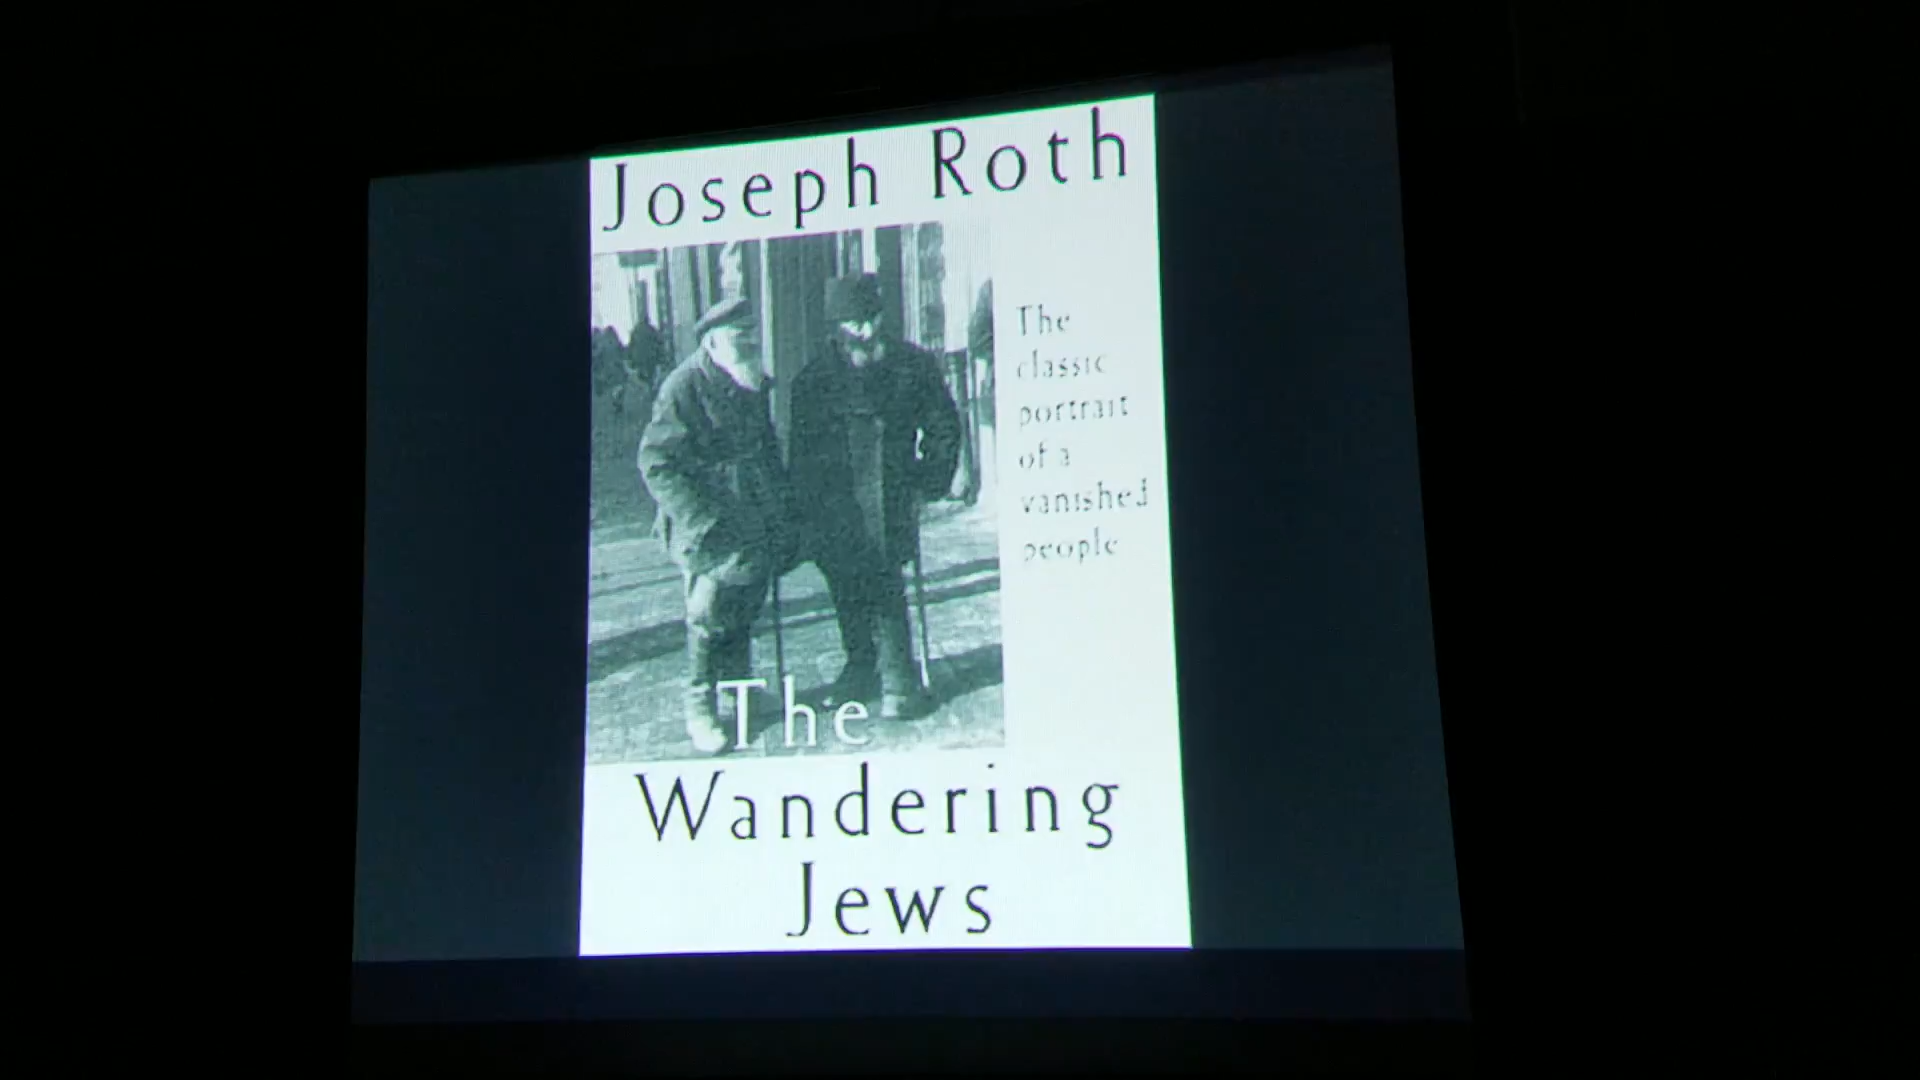 Joseph Roth
The
classic
portrait
of a
vanished
people
The
Wandering
Jews